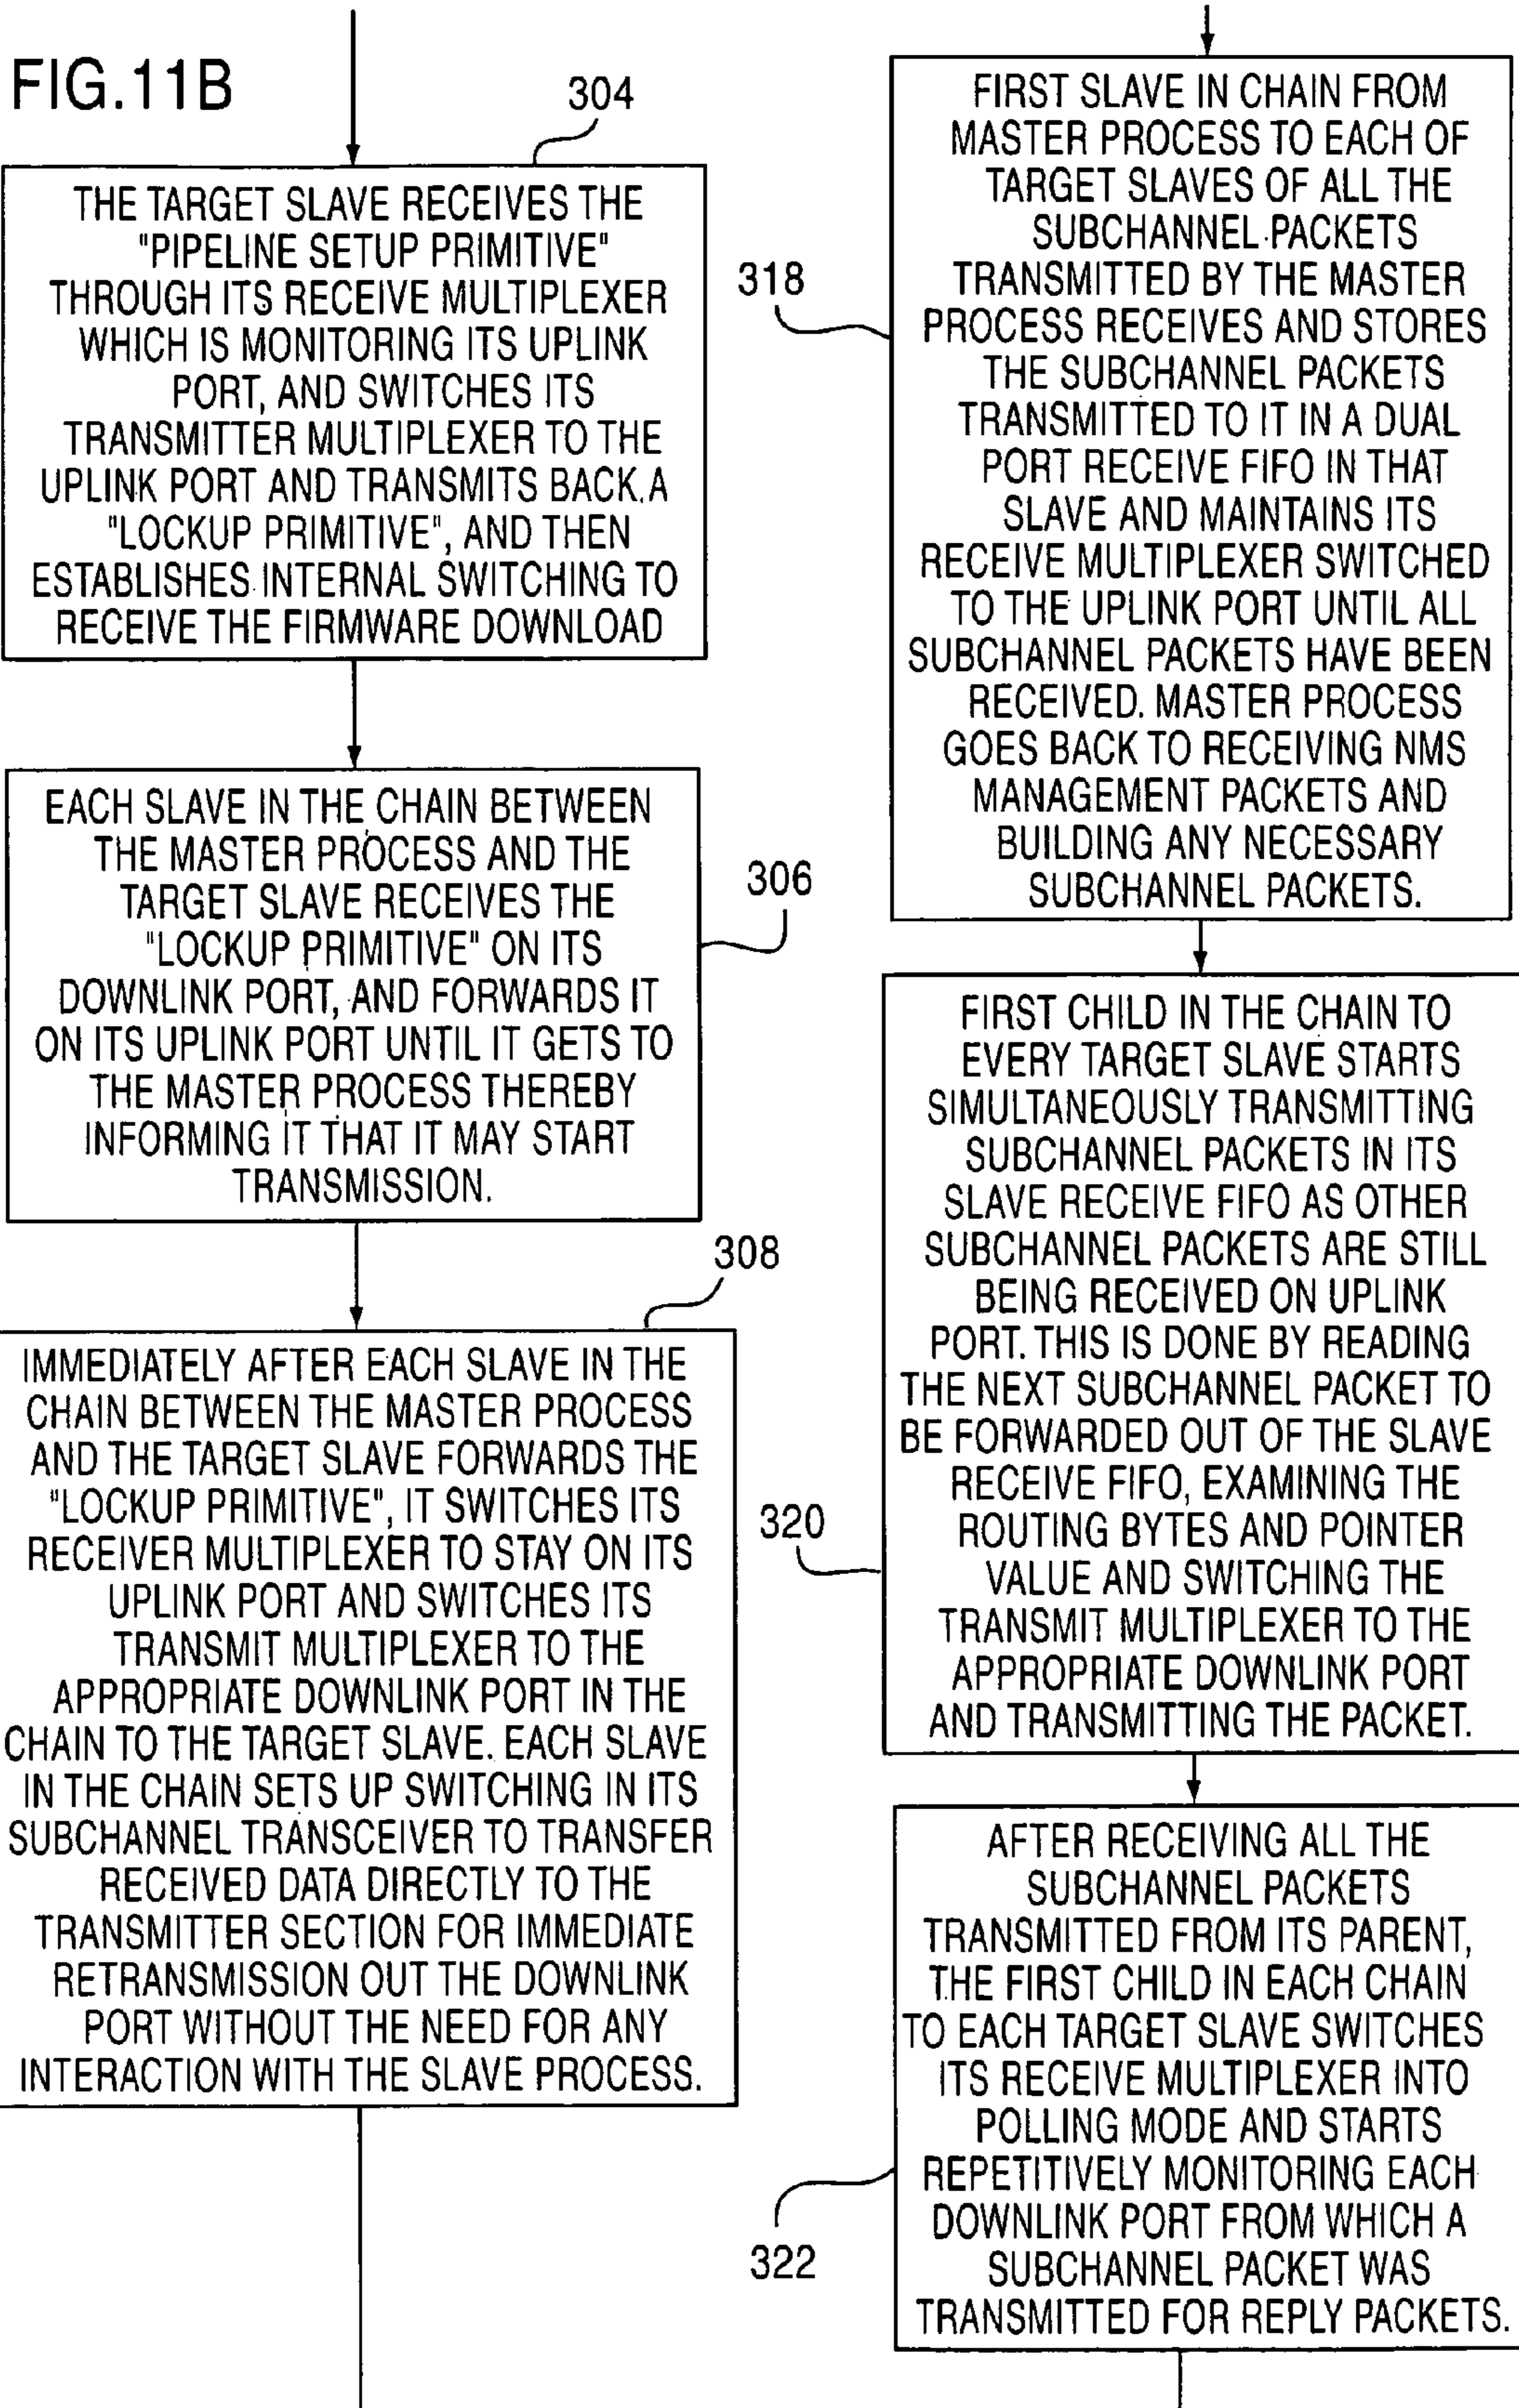 FIG.11B
304
THE TARGET SLAVE RECEIVES THE
"PIPELINE SETUP PRIMITIVE"
THROUGH ITS RECEIVE MULTIPLEXER
WHICH IS MONITORING ITS UPLINK
PORT, AND SWITCHES ITS
TRANSMITTER MULTIPLEXER TO THE
UPLINK PORT AND TRANSMITS BACK A
"LOCKUP PRIMITIVE", AND THEN
ESTABLISHES INTERNAL SWITCHING TO
RECEIVE THE FIRMWARE DOWNLOAD
EACH SLAVE IN THE CHAIN BETWEEN
THE MASTER PROCESS AND THE
TARGET SLAVE RECEIVES THE
"LOCKUP PRIMITIVE" ON ITS
DOWNLINK PORT, AND FORWARDS IT
ON ITS UPLINK PORT UNTIL IT GETS TO
THE MASTER PROCESS THEREBY
INFORMING IT THAT IT MAY START
TRANSMISSION.
306
308
IMMEDIATELY AFTER EACH SLAVE IN THE
CHAIN BETWEEN THE MASTER PROCESS
AND THE TARGET SLAVE FORWARDS THE
"LOCKUP PRIMITIVE", IT SWITCHES ITS
RECEIVER MULTIPLEXER TO STAY ON ITS
UPLINK PORT AND SWITCHES ITS
TRANSMIT MULTIPLEXER TO THE
APPROPRIATE DOWNLINK PORT IN THE
CHAIN TO THE TARGET SLAVE. EACH SLAVE
IN THE CHAIN SETS UP SWITCHING IN ITS
SUBCHANNEL TRANSCEIVER TO TRANSFER
RECEIVED DATA DIRECTLY TO THE
TRANSMITTER SECTION FOR IMMEDIATE
RETRANSMISSION OUT THE DOWNLINK
PORT WITHOUT THE NEED FOR ANY
INTERACTION WITH THE SLAVE PROCESS.
318
FIRST SLAVE IN CHAIN FROM
MASTER PROCESS TO EACH OF
TARGET SLAVES OF ALL THE
SUBCHANNEL PACKETS
TRANSMITTED BY THE MASTER
PROCESS RECEIVES AND STORES
THE SUBCHANNEL PACKETS
TRANSMITTED TO IT IN A DUAL
PORT RECEIVE FIFO IN THAT
SLAVE AND MAINTAINS ITS
RECEIVE MULTIPLEXER SWITCHED
TO THE UPLINK PORT UNTIL ALL
SUBCHANNEL PACKETS HAVE BEEN
RECEIVED. MASTER PROCESS
GOES BACK TO RECEIVING NMS
MANAGEMENT PACKETS AND
BUILDING ANY NECESSARY
SUBCHANNEL PACKETS.
320
FIRST CHILD IN THE CHAIN TO
EVERY TARGET SLAVE STARTS
SIMULTANEOUSLY TRANSMITTING
SUBCHANNEL PACKETS IN ITS
SLAVE RECEIVE FIFO AS OTHER
SUBCHANNEL PACKETS ARE STILL
BEING RECEIVED ON UPLINK
PORT. THIS IS DONE BY READING
THE NEXT SUBCHANNEL PACKET TO
BE FORWARDED OUT OF THE SLAVE
RECEIVE FIFO, EXAMINING THE
ROUTING BYTES AND POINTER
VALUE AND SWITCHING THE
TRANSMIT MULTIPLEXER TO THE
APPROPRIATE DOWNLINK PORT
AND TRANSMITTING THE PACKET.
322
AFTER RECEIVING ALL THE
SUBCHANNEL PACKETS
TRANSMITTED FROM ITS PARENT,
THE FIRST CHILD IN EACH CHAIN
TO EACH TARGET SLAVE SWITCHES
ITS RECEIVE MULTIPLEXER INTO
POLLING MODE AND STARTS
REPETITIVELY MONITORING EACH
DOWNLINK PORT FROM WHICH A
SUBCHANNEL PACKET WAS
TRANSMITTED FOR REPLY PACKETS.